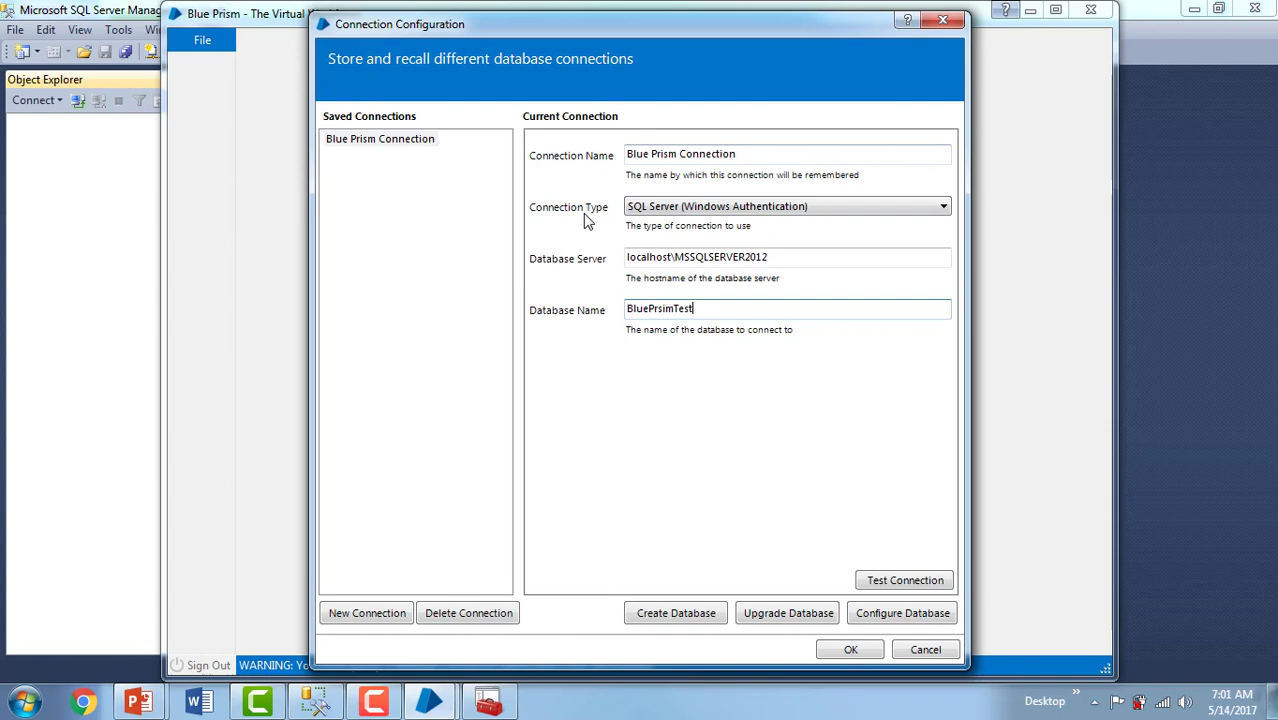 Microsoft SQL Server Mana
File Edit View Tools Win
Object Explorer
Connect
Blue Prism - The Virtual W
File
Connection Configuration
Store and recall different database connections
Saved Connections
Blue Prism Connection
Current Connection
Connection Name Blue Prism Connection
The name by which this connection will be remembered
Connection Type SQL Server (Windows Authentication)
The type of connection to use
Database Server localhost\MSSQLSERVER2012
The hostname of the database server
Database Name BluePrsimTest
The name of the database to connect to
Test Connection
New Connection Delete Connection Create Database Upgrade Database Configure Database
OK Cancel
Sign Out WARNING: Yo
Desktop
7:01 AM
5/14/2017